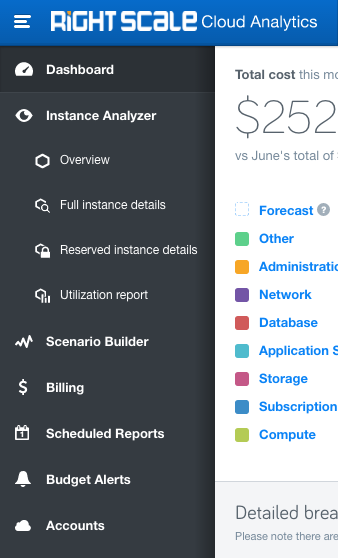 RIGHTSCALE Cloud Analytics
Dashboard
Instance Analyzer
Overview
Full instance details
Reserved instance details
Utilization report
Scenario Builder
$ Billing
1 Scheduled Reports
Budget Alerts
Accounts
Total cost this mo
$252
vs June's total of
Forecast ?
Other
Administratio
Network
Database
Application S
Storage
Subscription
Compute
Detailed brea
Please note there are